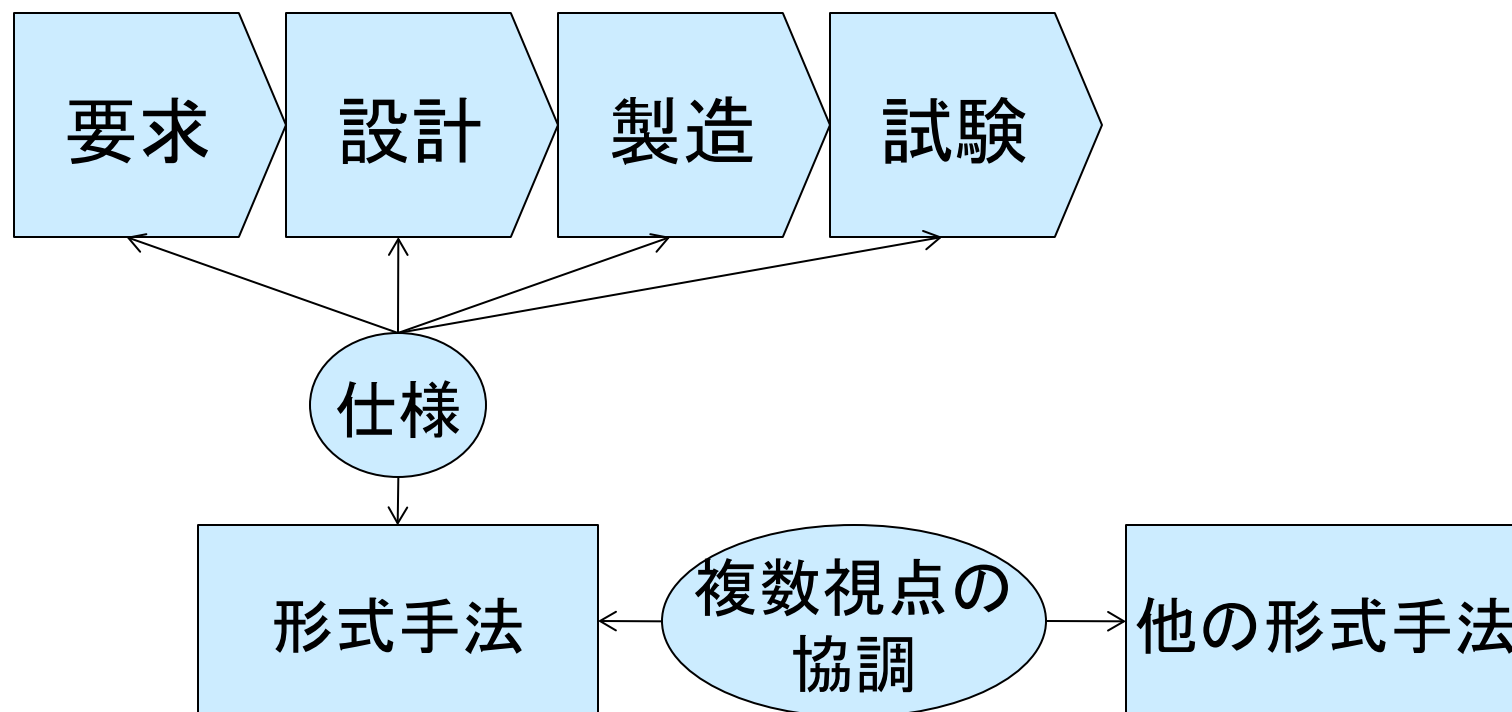 要求
設計
製造
試験
仕様
形式手法
複数視点の
協調
他の形式手法